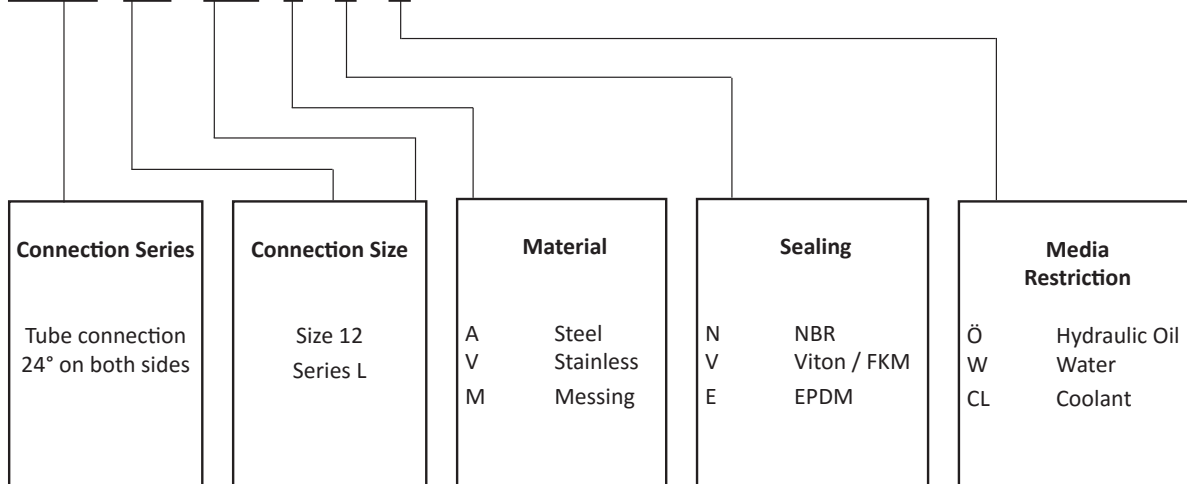 Connection Series
Tube connection
24° on both sides
Connection Size
Size 12
Series L
Material
A Steel
V Stainless
M Messing
Sealing
N NBR
V Viton / FKM
E EPDM
Media
Restriction
Ö Hydraulic Oil
W Water
CL Coolant